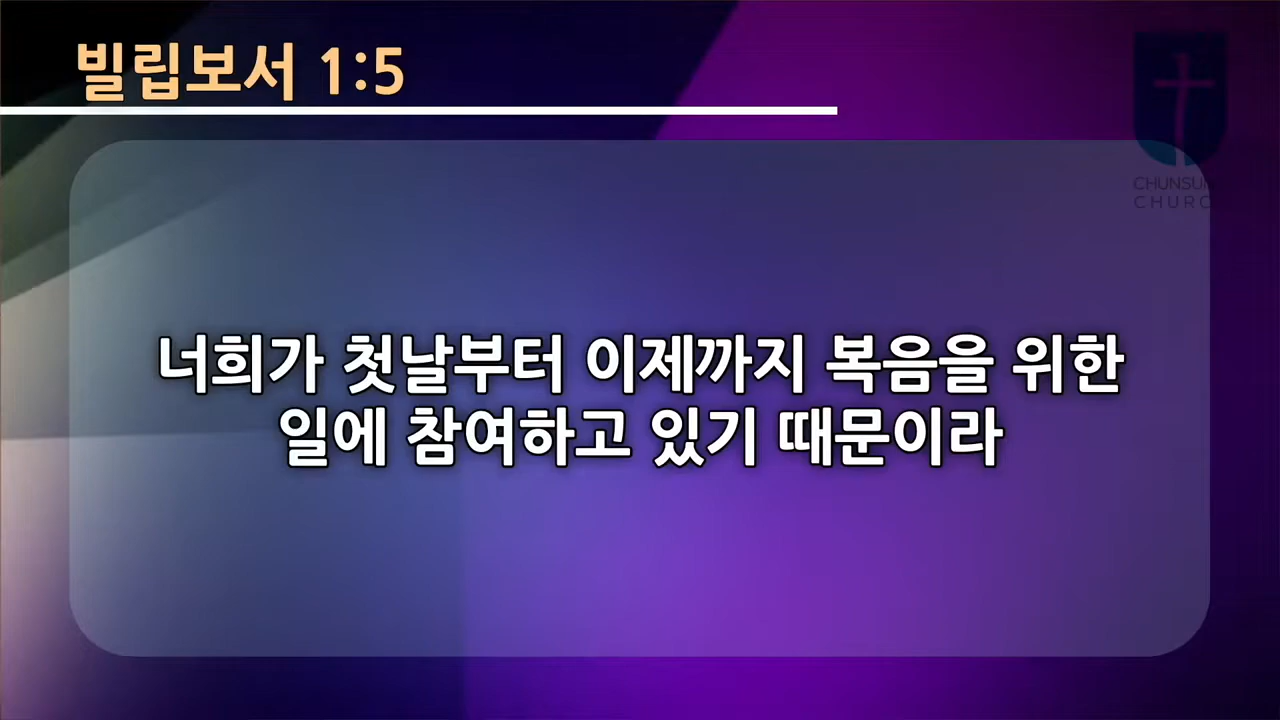 빌립보서 1:5
너희가 첫날부터 이제까지 복음을 위한
일에 참여하고 있기 때문이라